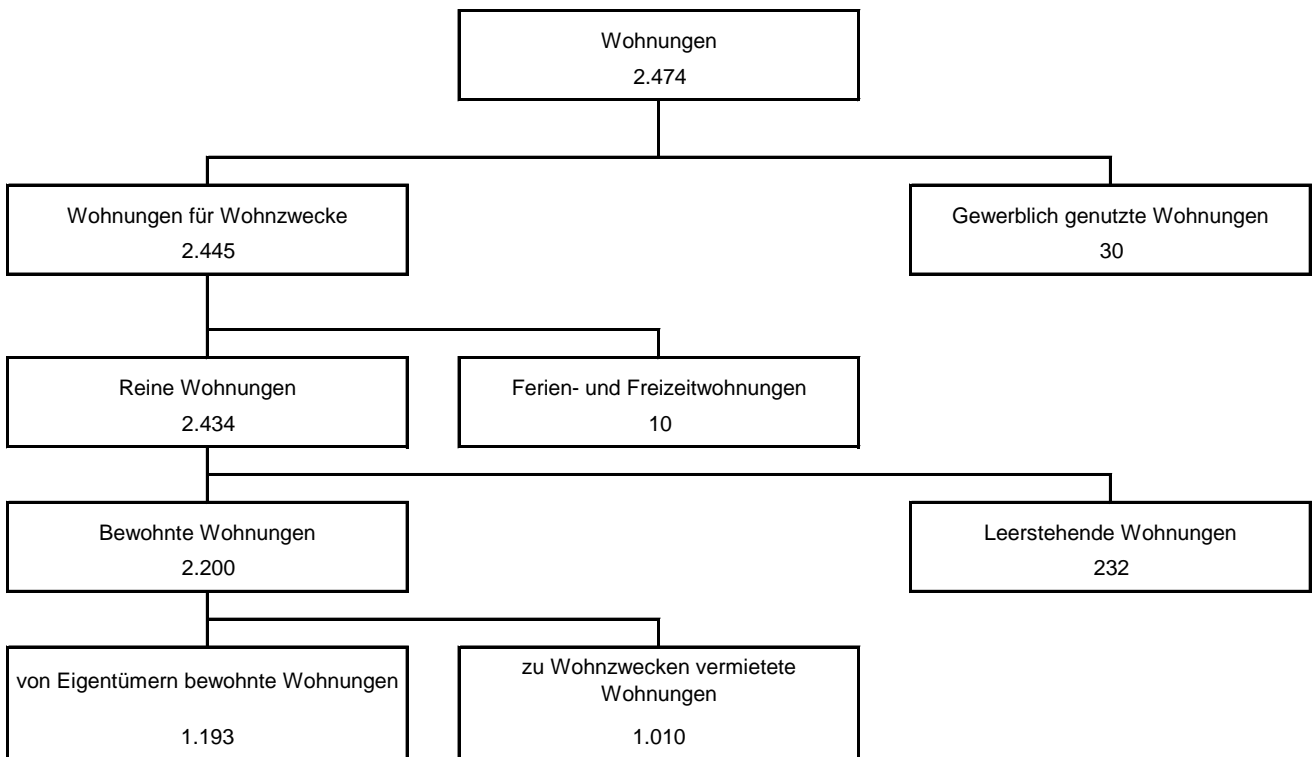 Wohnungen
2.474
Wohnungen für Wohnzwecke
2.445
Gewerblich genutzte Wohnungen
30
Reine Wohnungen
2.434
Ferien- und Freizeitwohnungen
10
Bewohnte Wohnungen
2.200
Leerstehende Wohnungen
232
von Eigentümern bewohnte Wohnungen
1.193
zu Wohnzwecken vermietete
Wohnungen
1.010